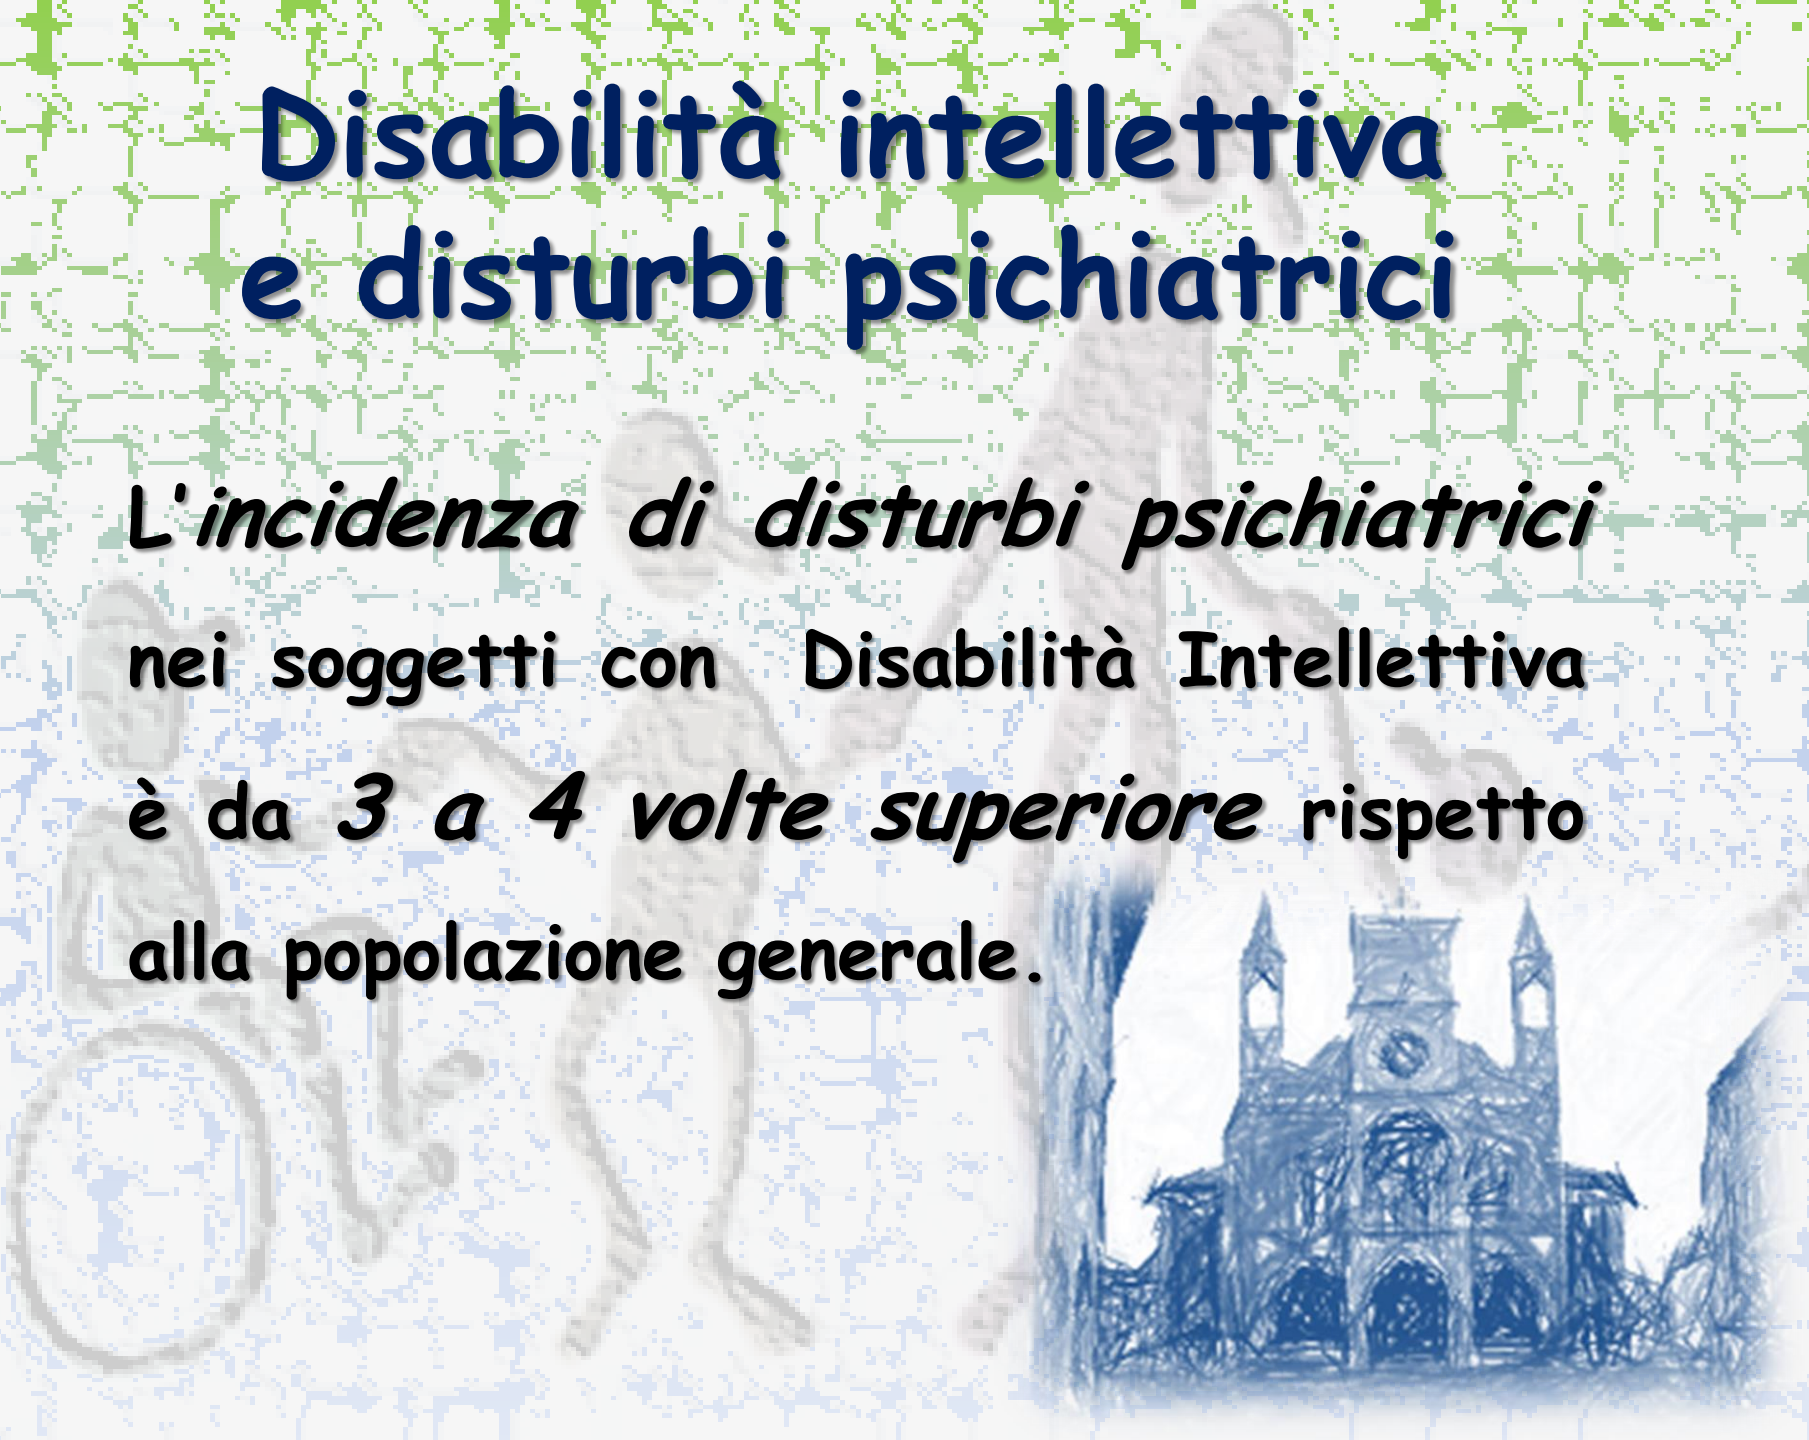 Disabilità intellettiva
e disturbi psichiatrici
L'incidenza di disturbi psichiatrici
nei soggetti con Disabilità Intellettiva
è da 3 a 4 volte superiore rispetto
alla popolazione generale.